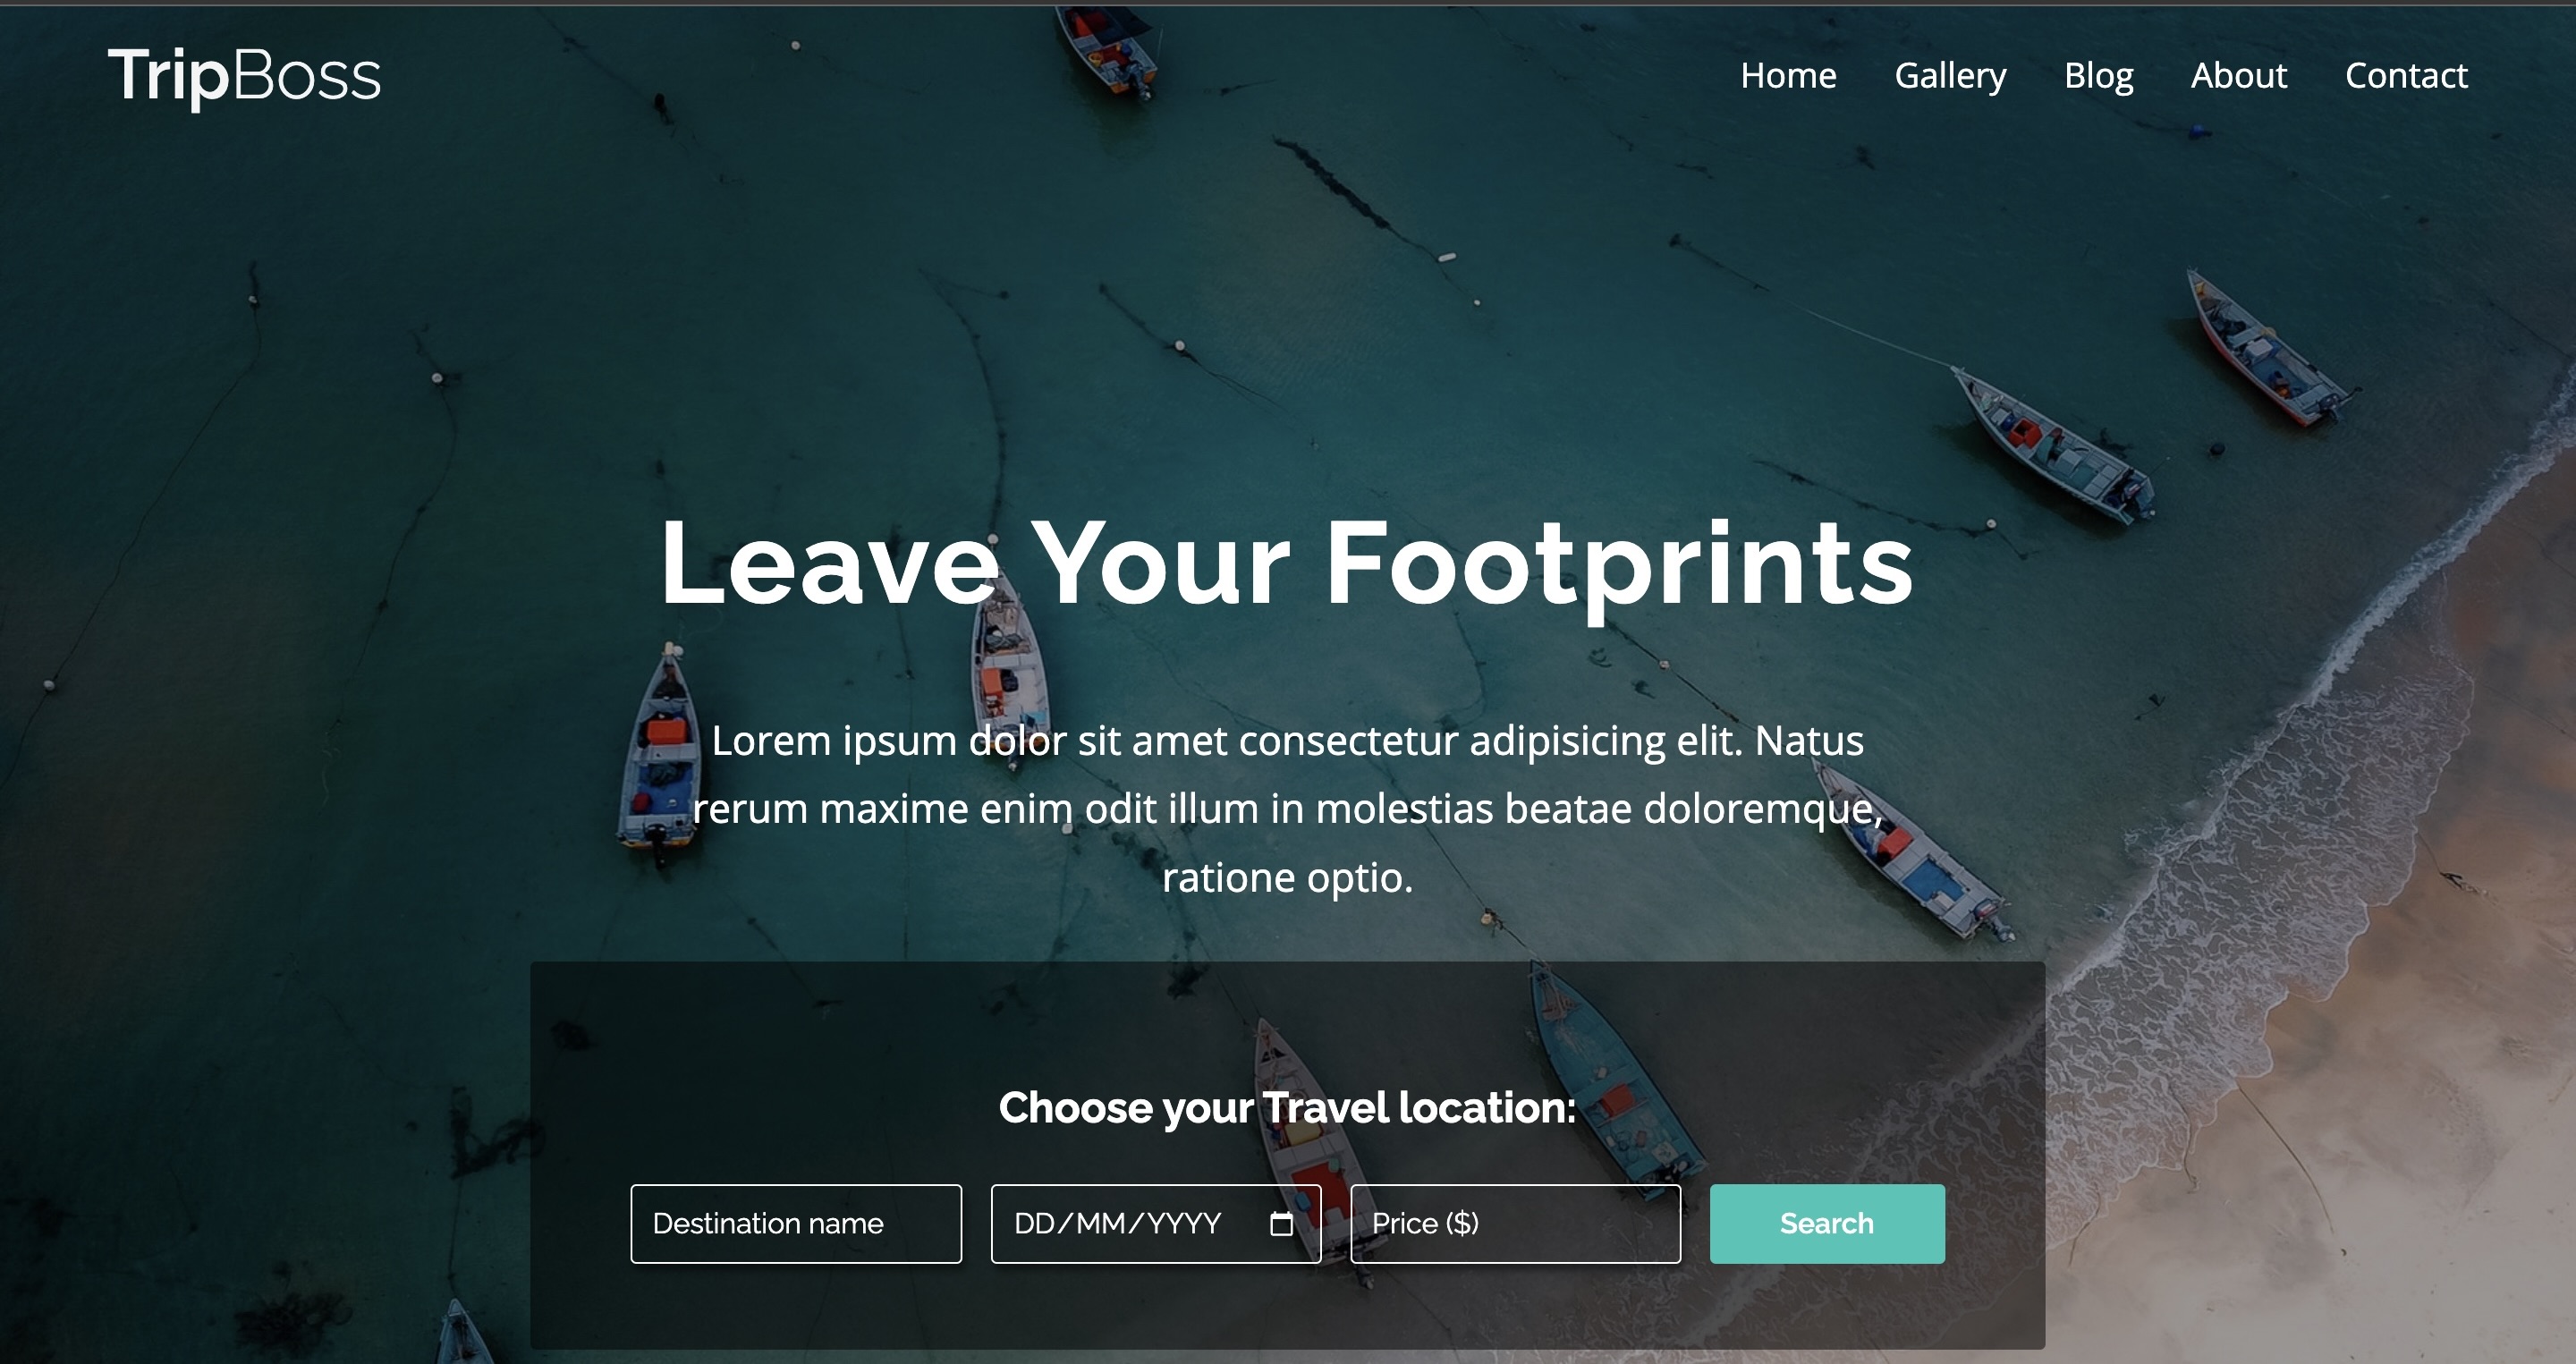 TripBoss
Home Gallery Blog About Contact
Leave Your Footprints
Lorem ipsum dolor sit amet consectetur adipisicing elit. Natus
rerum maxime enim odit illum in molestias beatae doloremque,
ratione optio.
Choose your Travel location:
Destination name DD/MM/YYYY Price ($) Search